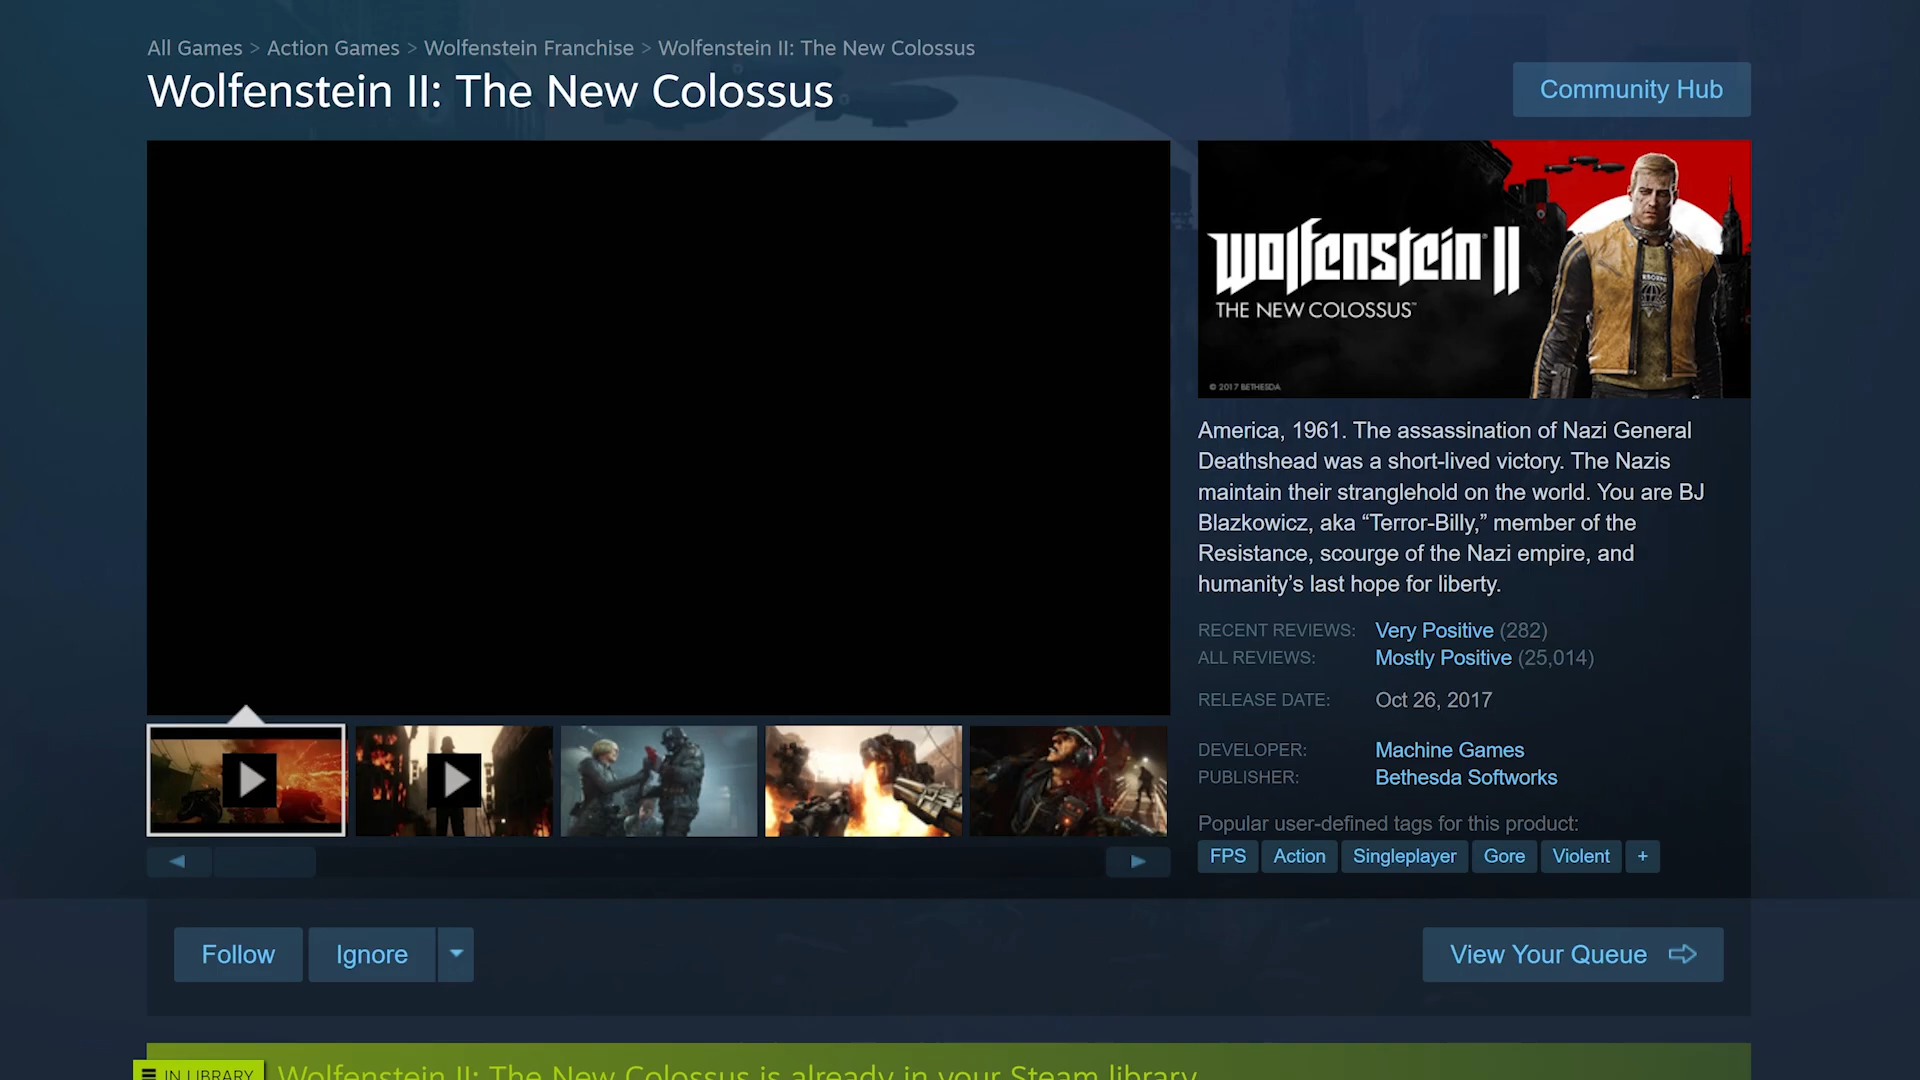 All Games > Action Games > Wolfenstein Franchise > Wolfenstein II: The New Colossus
Wolfenstein II: The New Colossus
Community Hub
Wolfenstein II
THE NEW COLOSSUS™
© 2017 BETHESDA
America, 1961. The assassination of Nazi General
Deathshead was a short-lived victory. The Nazis
maintain their stranglehold on the world. You are BJ
Blazkowicz, aka “Terror-Billy,” member of the
Resistance, scourge of the Nazi empire, and
humanity’s last hope for liberty.
RECENT REVIEWS: Very Positive (282)
ALL REVIEWS: Mostly Positive (25,014)
RELEASE DATE: Oct 26, 2017
DEVELOPER: Machine Games
PUBLISHER: Bethesda Softworks
Popular user-defined tags for this product:
FPS Action Singleplayer Gore Violent +
Follow Ignore View Your Queue
IN LIBRARY Wolfenstein II: The New Colossus is already in your Steam library